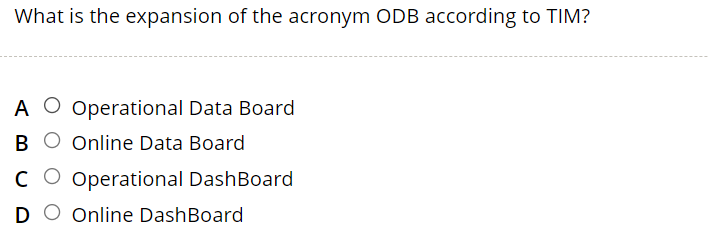 What is the expansion of the acronym ODB according to TIM?
A Operational Data Board
B Online Data Board
C Operational DashBoard
D Online DashBoard